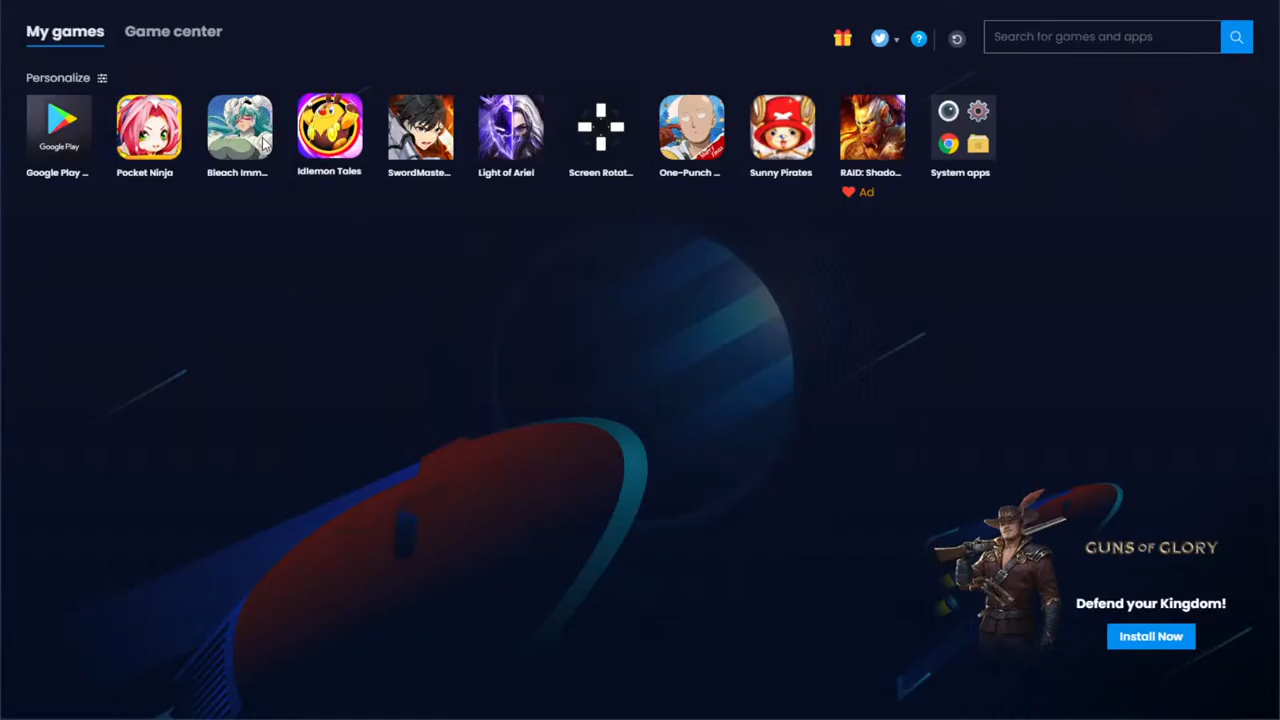 My games
Game center
Search for games and apps
Personalize
Google Play
Google Play ...
Pocket Ninja
Bleach Imm...
Idlemon Tales
SwordMaste...
Light of Ariel
Screen Rotat...
One-Punch ...
Sunny Pirates
RAID: Shado...
System apps
Ad
GUNS OF GLORY
Defend your Kingdom!
Install Now